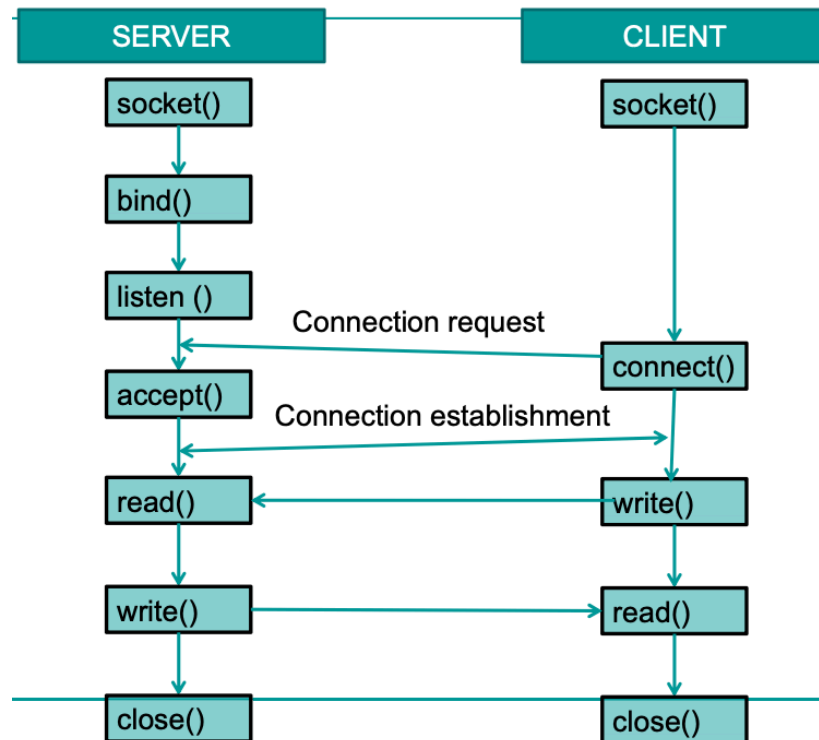 SERVER
CLIENT
socket()
socket()
bind()
listen ()
Connection request
connect()
accept()
Connection establishment
read()
write()
write()
read()
close()
close()